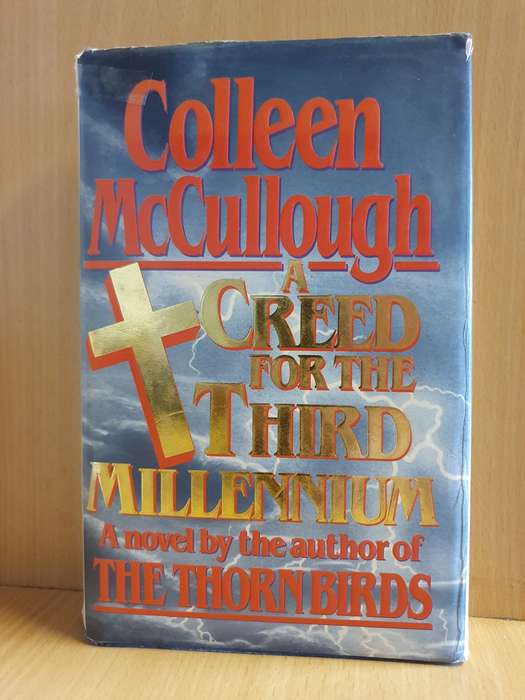 Colleen
McCullough
A
CREED
FOR THE
THIRD
MILLENNIUM
A novel by the author of
THE THORN BIRDS